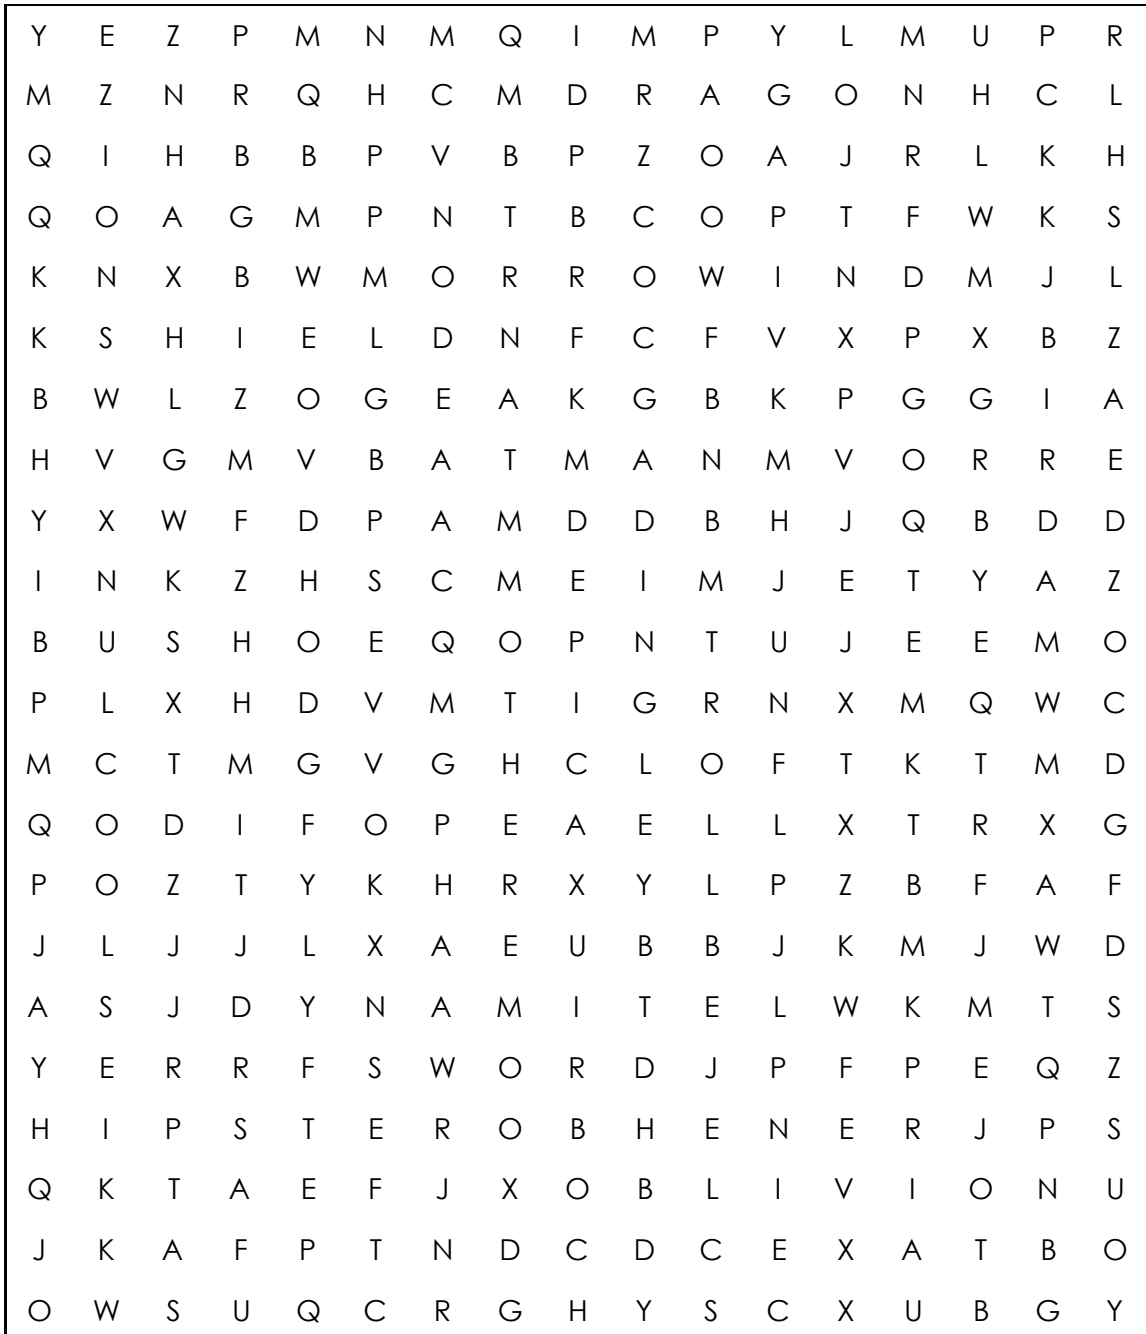 Y E Z P M N M Q I M P Y L M U P R
M Z N R Q H C M D R A G O N H C L
Q I H B B P V B P Z O A J R L K H
Q O A G M P N T B C O P T F W K S
K N X B W M O R R O W I N D M J L
K S H I E L D N F C F V X P X B Z
B W L Z O G E A K G B K P G G I A
H V G M V B A T M A N M V O R R E
Y X W F D P A M D D B H J Q B D D
I N K Z H S C M E I M J E T Y A Z
B U S H O E Q O P N T U J E E M O
P L X H D V M T I G R N X M Q W C
M C T M G V G H C L O F T K T M D
Q O D I F O P E A E L L X T R X G
P O Z T Y K H R X Y L P Z B F A F
J L J J L X A E U B B J K M J W D
A S J D Y N A M I T E L W K M T S
Y E R R F S W O R D J P F P E Q Z
H I P S T E R O B H E N E R J P S
Q K T A E F J X O B L I V I O N U
J K A F P T N D C D C E X A T B O
O W S U Q C R G H Y S C X U B G Y